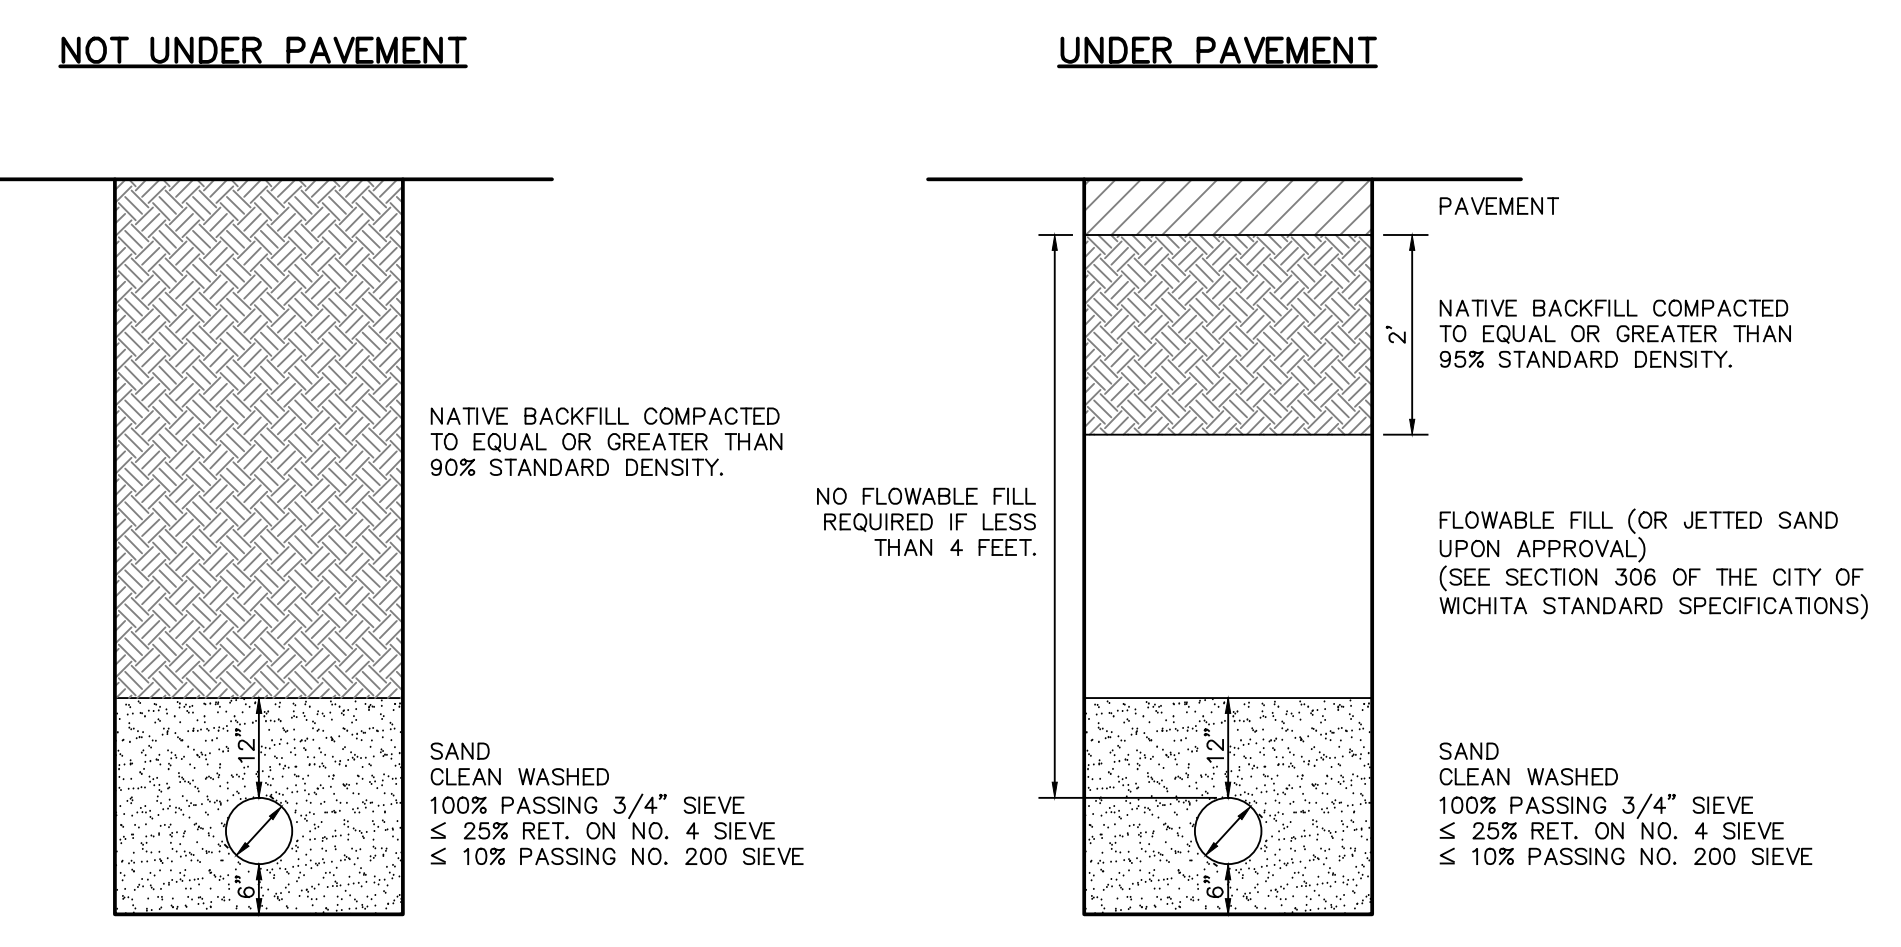 NOT UNDER PAVEMENT
NATIVE BACKFILL COMPACTED
TO EQUAL OR GREATER THAN
90% STANDARD DENSITY.
12"
SAND
CLEAN WASHED
100% PASSING 3/4" SIEVE
≤ 25% RET. ON NO. 4 SIEVE
≤ 10% PASSING NO. 200 SIEVE
6"
UNDER PAVEMENT
PAVEMENT
2'
NATIVE BACKFILL COMPACTED
TO EQUAL OR GREATER THAN
95% STANDARD DENSITY.
NO FLOWABLE FILL
REQUIRED IF LESS
THAN 4 FEET.
FLOWABLE FILL (OR JETTED SAND
UPON APPROVAL)
(SEE SECTION 306 OF THE CITY OF
WICHITA STANDARD SPECIFICATIONS)
12"
SAND
CLEAN WASHED
100% PASSING 3/4" SIEVE
≤ 25% RET. ON NO. 4 SIEVE
≤ 10% PASSING NO. 200 SIEVE
6"